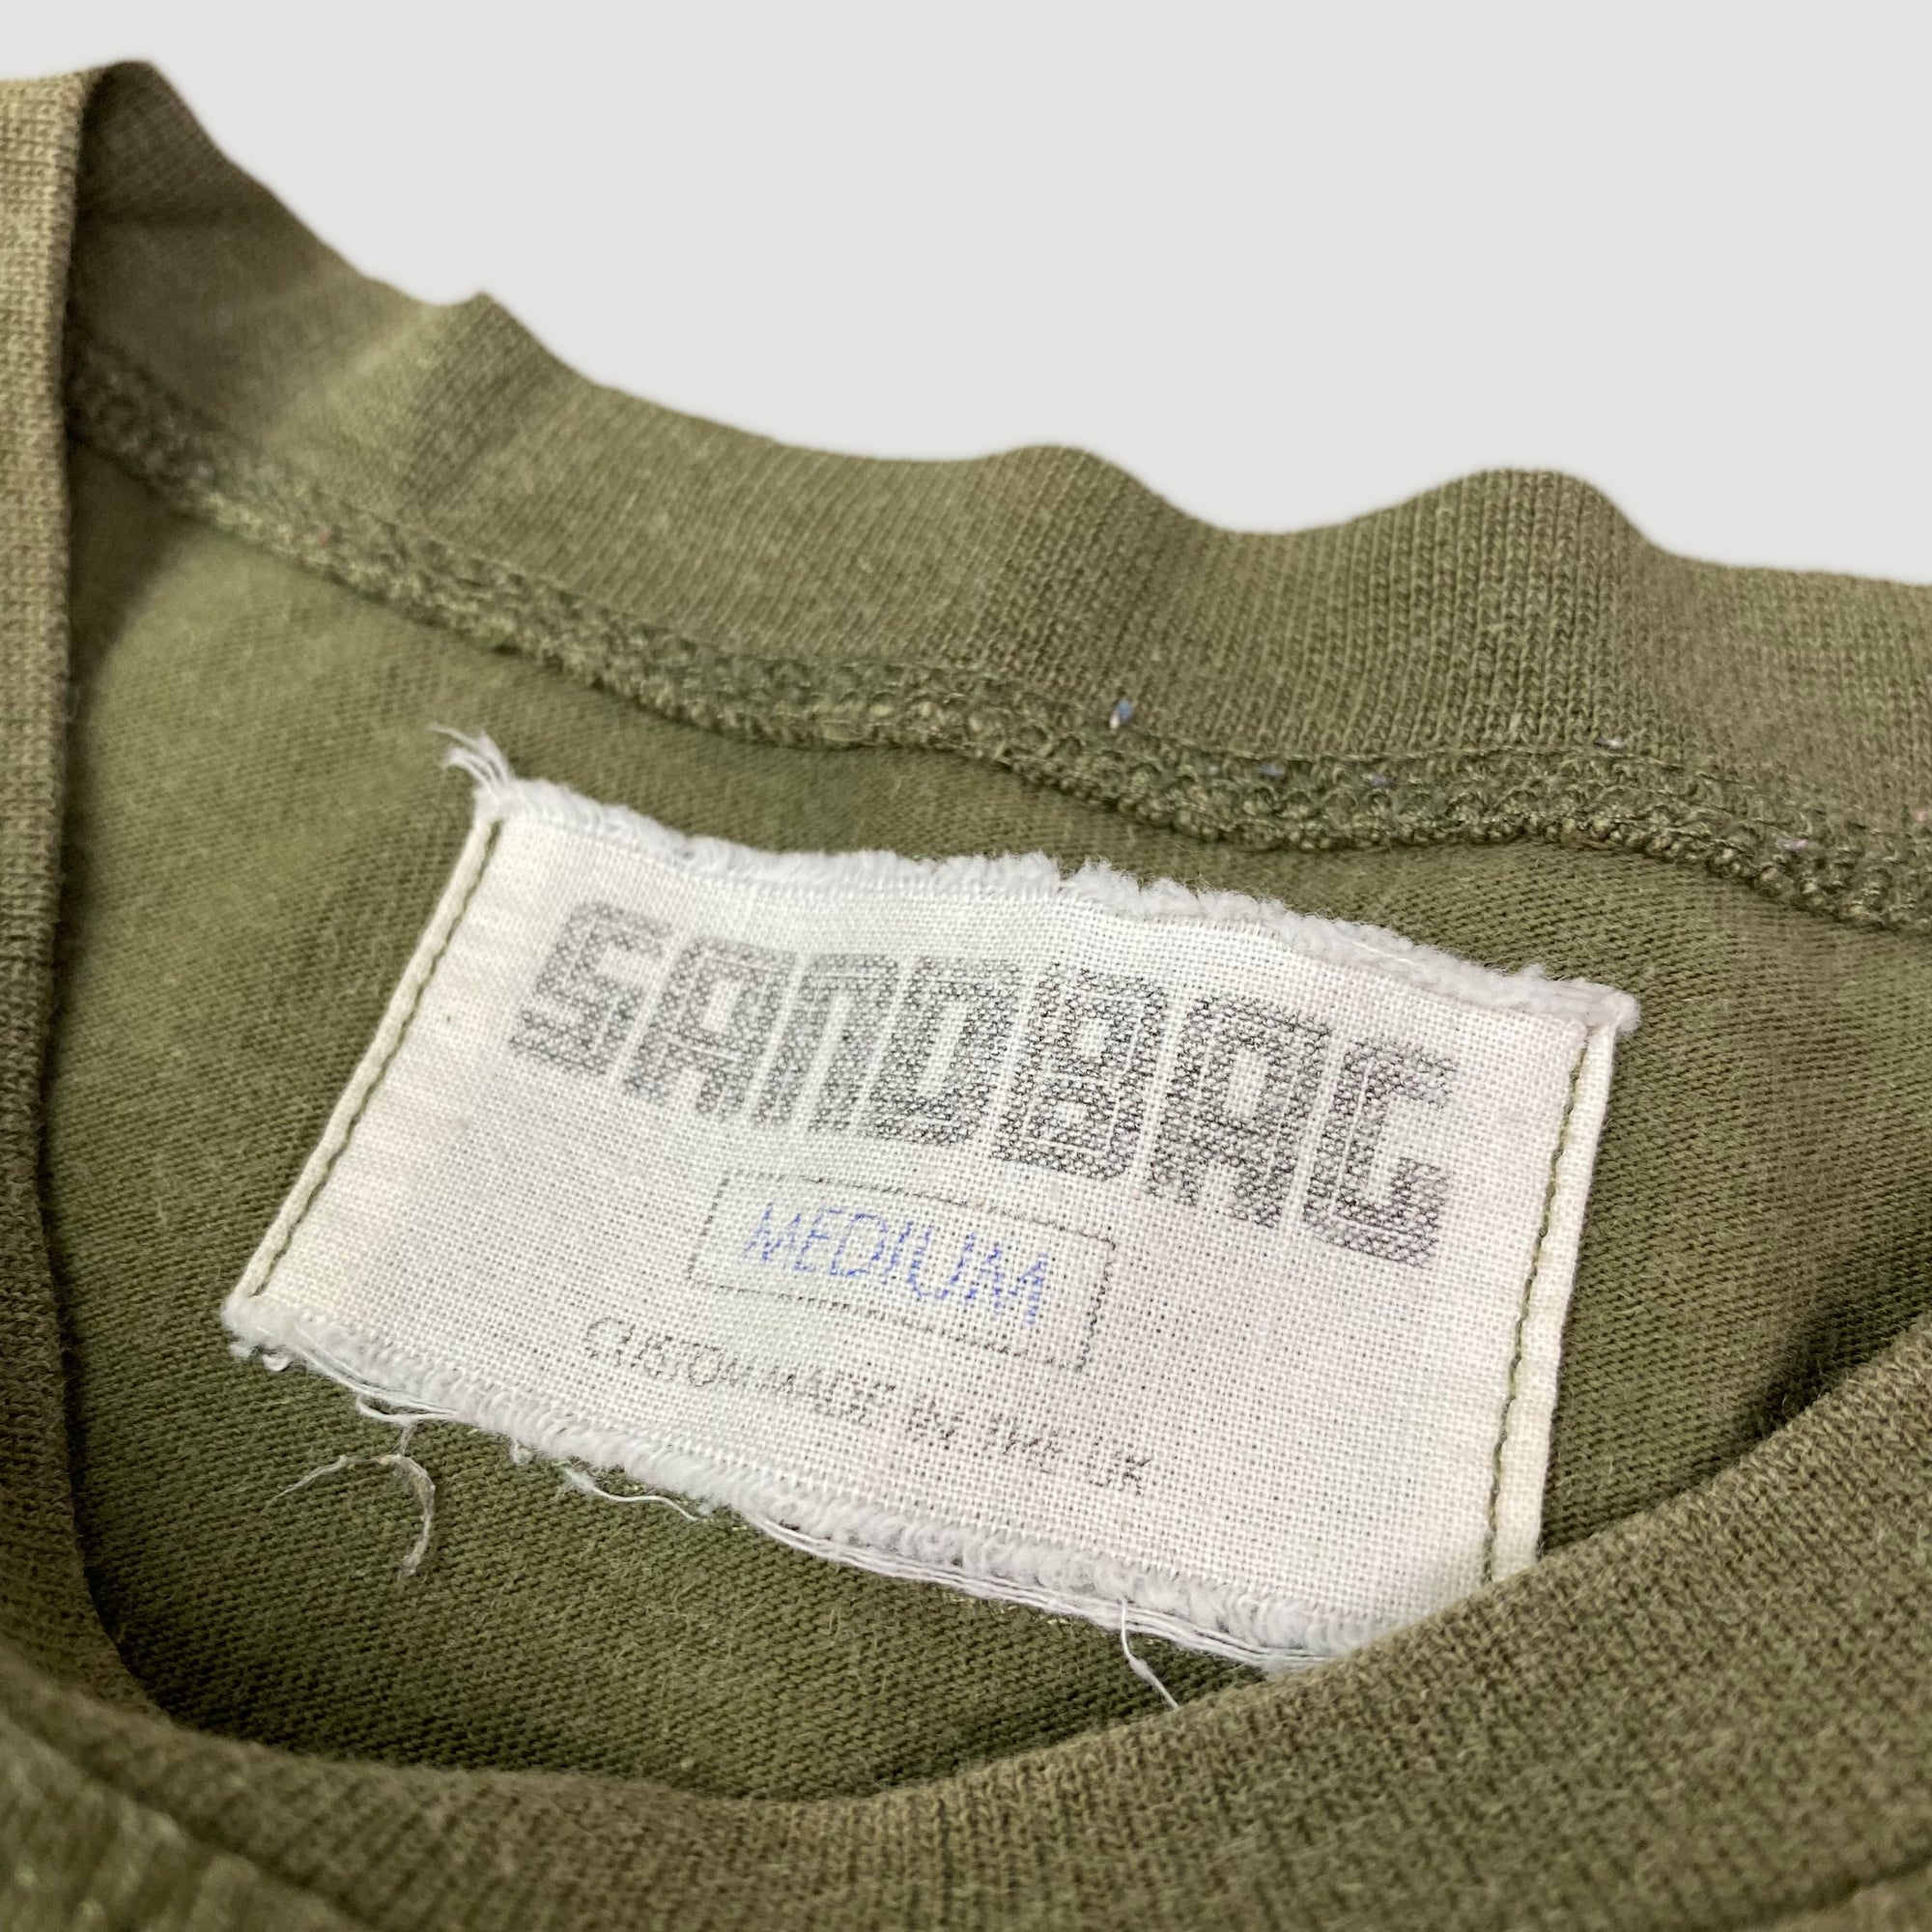 SANDBAG
MEDIUM
CUSTOM MADE IN THE UK